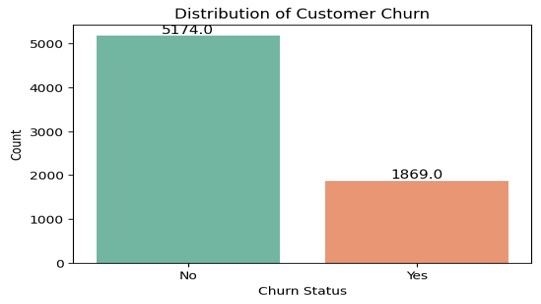 Distribution of Customer Churn
5174.0
5000
4000
3000
2000
1000
0
Count
1869.0
No
Yes
Churn Status